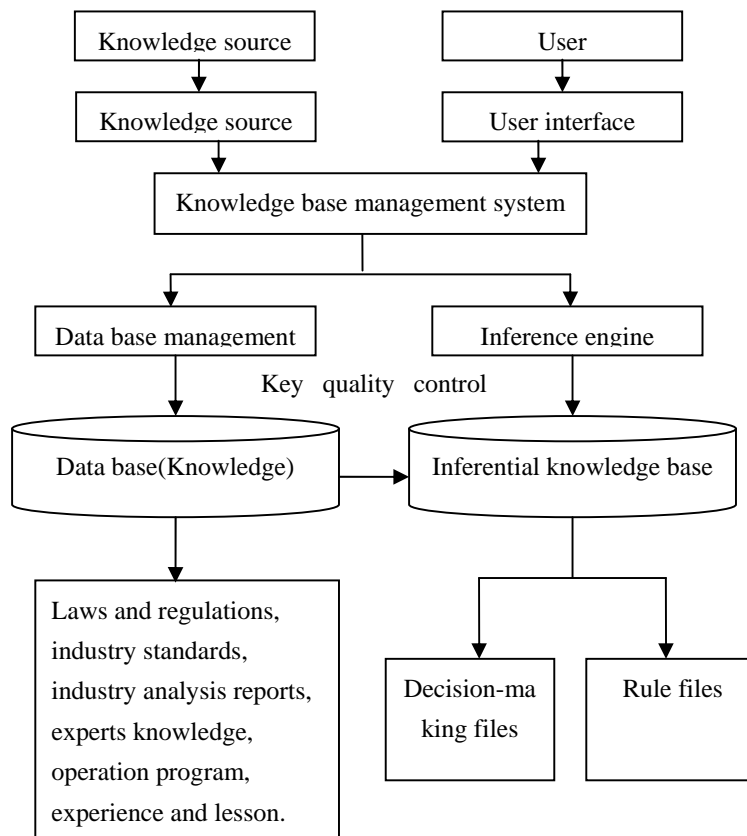 Knowledge source
User
Knowledge source
User interface
Knowledge base management system
Data base management
Inference engine
Key quality control
Data base(Knowledge)
Inferential knowledge base
Laws and regulations,
industry standards,
industry analysis reports,
experts knowledge,
operation program,
experience and lesson.
Decision-ma
king files
Rule files